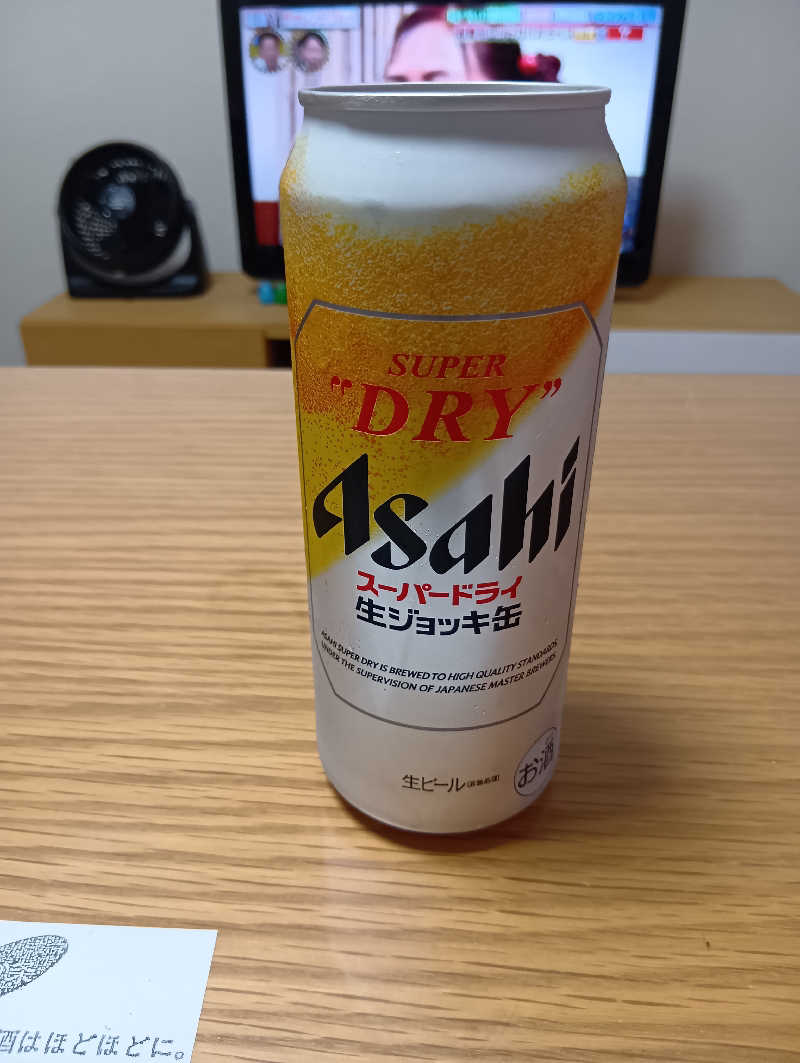 SUPER
"DRY"
Asahi
スーパードライ
生ジョッキ缶
ASAHI SUPER DRY IS BREWED TO HIGH QUALITY STANDARDS
UNDER THE SUPERVISION OF JAPANESE MASTER BREWERS
生ビール
お酒
酒はほどほどに。